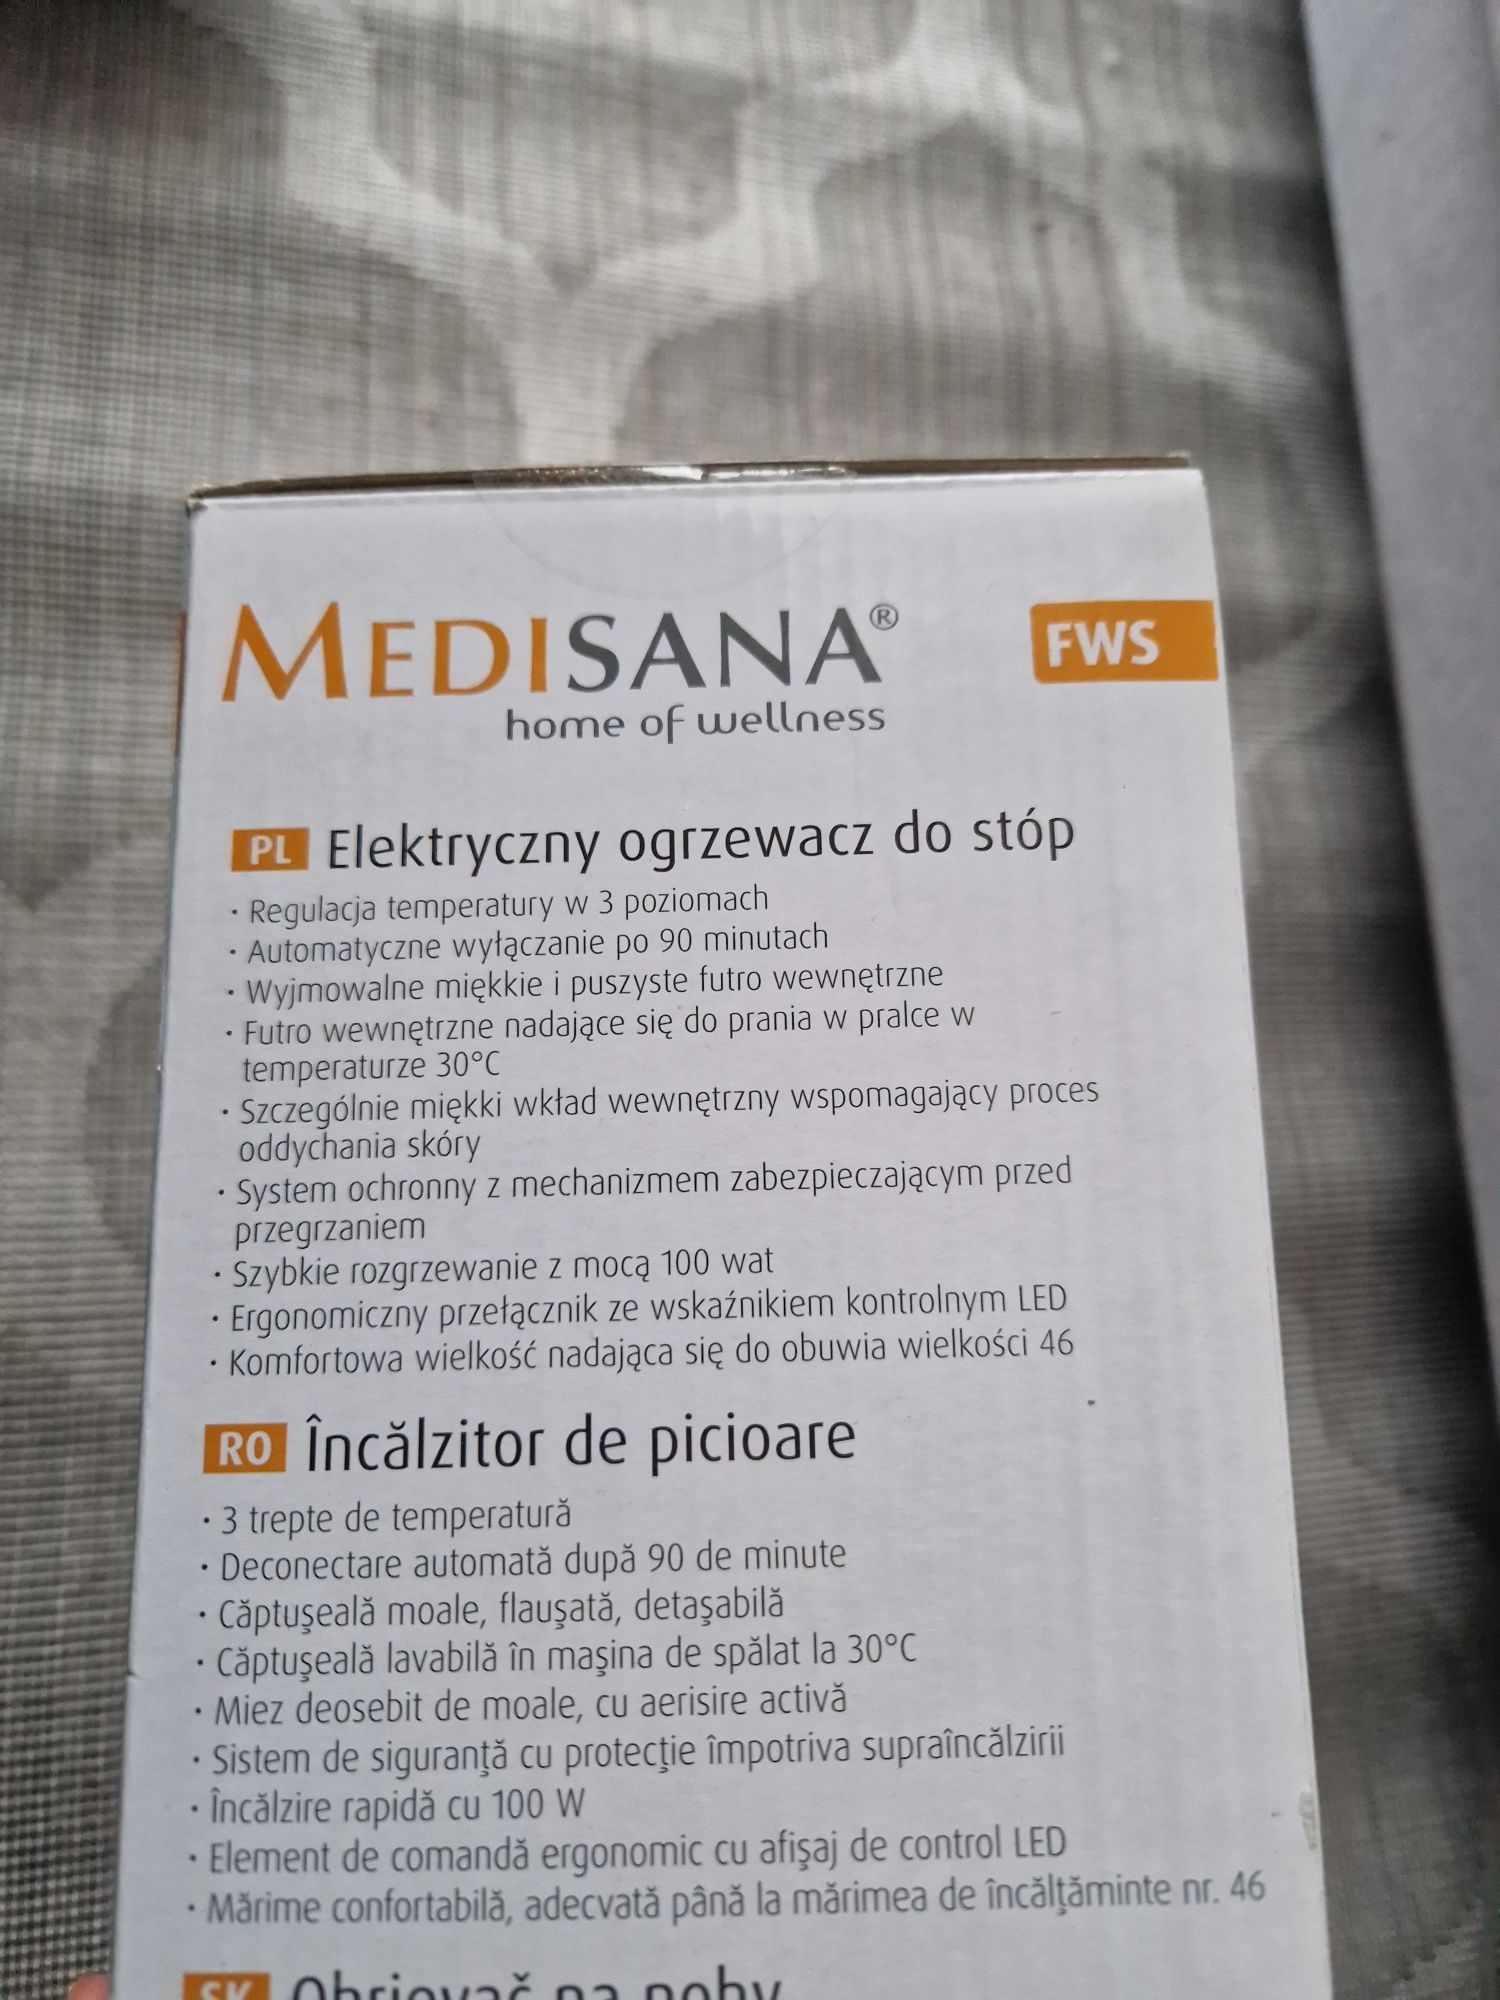 MEDISANA®
FWS
home of wellness
PL Elektryczny ogrzewacz do stóp
· Regulacja temperatury w 3 poziomach
· Automatyczne wyłączanie po 90 minutach
· Wyjmowalne miękkie i puszyste futro wewnętrzne
· Futro wewnętrzne nadające się do prania w pralce w
temperaturze 30°C
· Szczególnie miękki wkład wewnętrzny wspomagający proces
oddychania skóry
· System ochronny z mechanizmem zabezpieczającym przed
przegrzaniem
· Szybkie rozgrzewanie z mocą 100 wat
· Ergonomiczny przełącznik ze wskaźnikiem kontrolnym LED
· Komfortowa wielkość nadająca się do obuwia wielkości 46
RO Încălzitor de picioare
· 3 trepte de temperatură
· Deconectare automată după 90 de minute
· Căptuşeală moale, flauşată, detaşabilă
· Căptuşeală lavabilă în maşina de spălat la 30°C
· Miez deosebit de moale, cu aerisire activă
· Sistem de siguranţă cu protecţie împotriva supraîncălzirii
· Încălzire rapidă cu 100 W
· Element de comandă ergonomic cu afişaj de control LED
· Mărime confortabilă, adecvată până la mărimea de încălţăminte nr. 46
SK Ohrievač na nohy